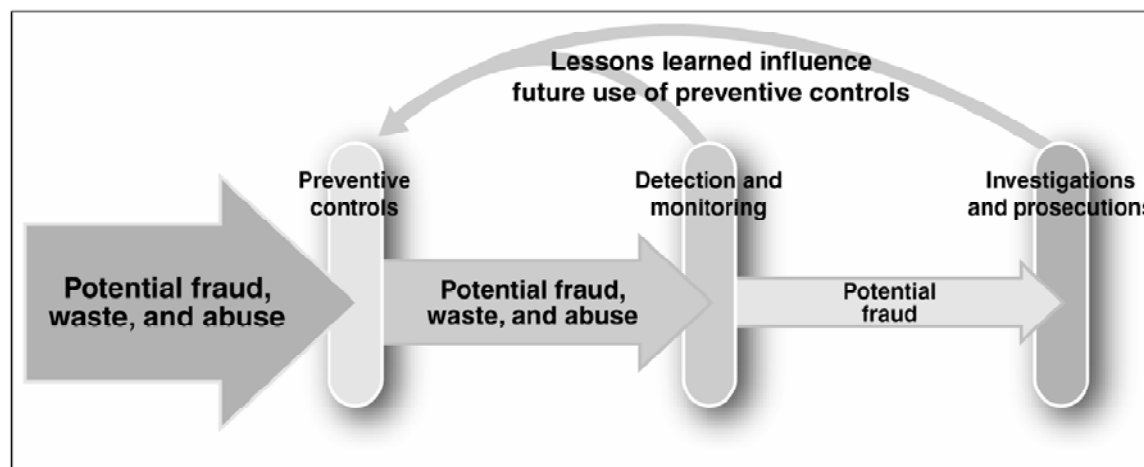 Lessons learned influence
future use of preventive controls
Preventive
controls
Detection and
monitoring
Investigations
and prosecutions
Potential fraud,
waste, and abuse
Potential fraud,
waste, and abuse
Potential
fraud